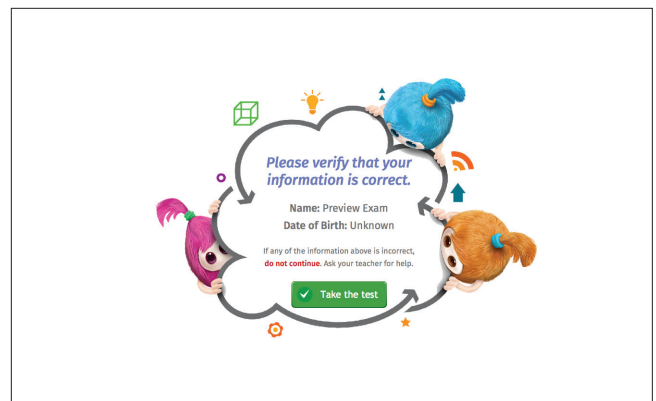 Please verify that your
information is correct.
Name: Preview Exam
Date of Birth: Unknown
If any of the information above is incorrect,
do not continue. Ask your teacher for help.
Take the test